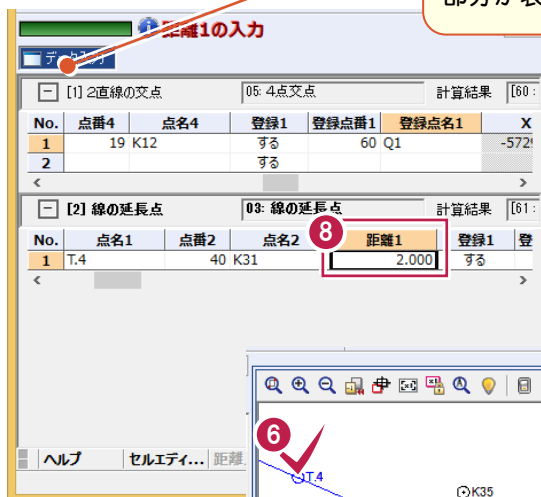 部分が表
距離1の入力
[1] 2直線の交点 05: 4点交点 計算結果 [60 :
No. 点番4 点名4 登録1 登録点番1 登録点名1 X
1 19 K12 する 60 Q1 -5729
2 する
[2] 線の延長点 03: 線の延長点 計算結果 [61 :
8
No. 点名1 点番2 点名2 距離1 登録1 登
1 T.4 40 K31 2.000 する
6
T.4
K35
ヘルプ セルエディ... 距離